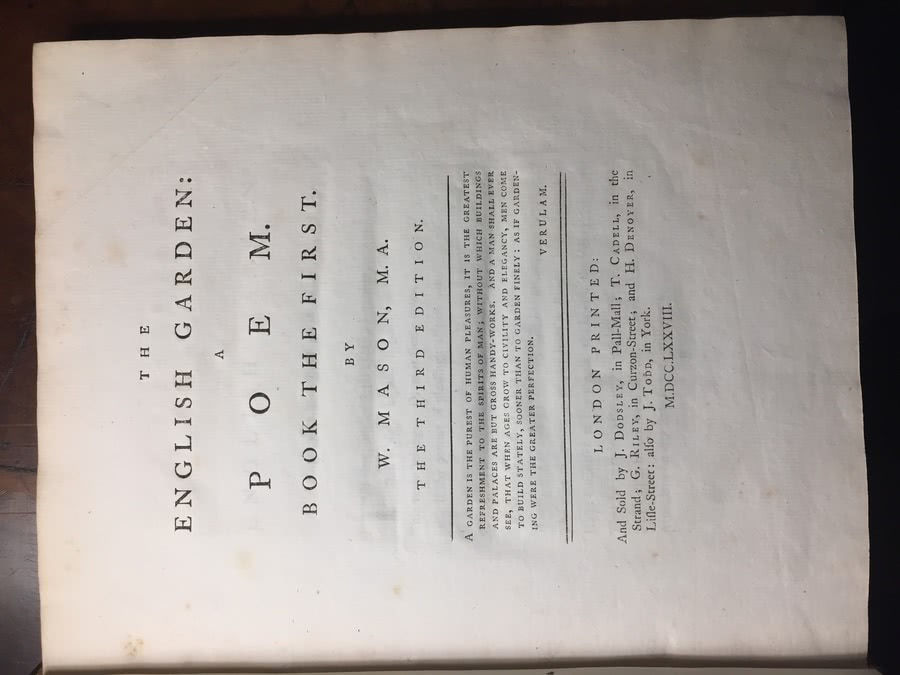 THE
ENGLISH GARDEN:
A
POEM.
BOOK THE FIRST.
BY
W. MASON, M. A.
THE THIRD EDITION.
A GARDEN IS THE PUREST OF HUMAN PLEASURES, IT IS THE GREATEST
REFRESHMENT TO THE SPIRITS OF MAN; WITHOUT WHICH BUILDINGS
AND PALACES ARE BUT GROSS HANDY-WORKS. AND A MAN SHALL EVER
SEE, THAT WHEN AGES GROW TO CIVILITY AND ELEGANCY, MEN COME
TO BUILD STATELY, SOONER THAN TO GARDEN FINELY: AS IF GARDEN-
ING WERE THE GREATER PERFECTION.
VERULAM.
LONDON PRINTED:
And Sold by J. DODSLEY, in Pall-Mall; T. CADELL, in the
Strand; G. RILEY, in Curzon-Street; and H. DENOYER, in
Liſle-Street: alſo by J. TODD, in York.
M.DCC.LXXVIII.